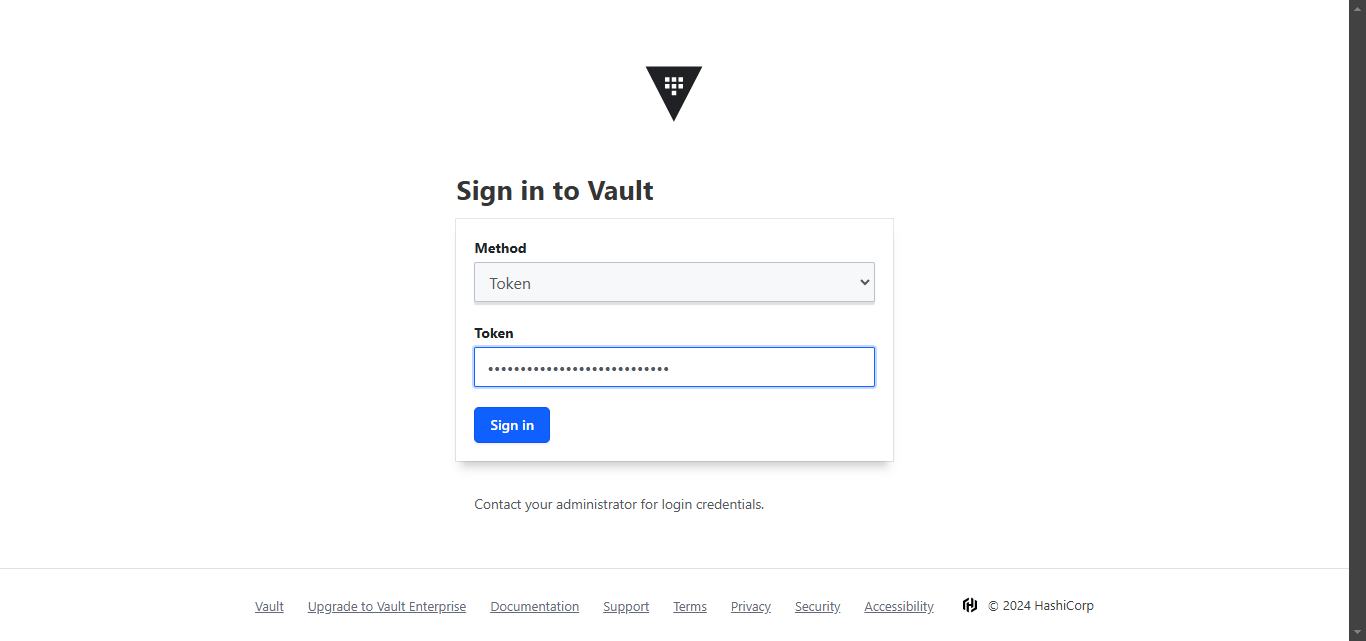 Sign in to Vault
Method
Token
Token
••••••••••••••••••••••••••••
Sign in
Contact your administrator for login credentials.
Vault Upgrade to Vault Enterprise Documentation Support Terms Privacy Security Accessibility © 2024 HashiCorp